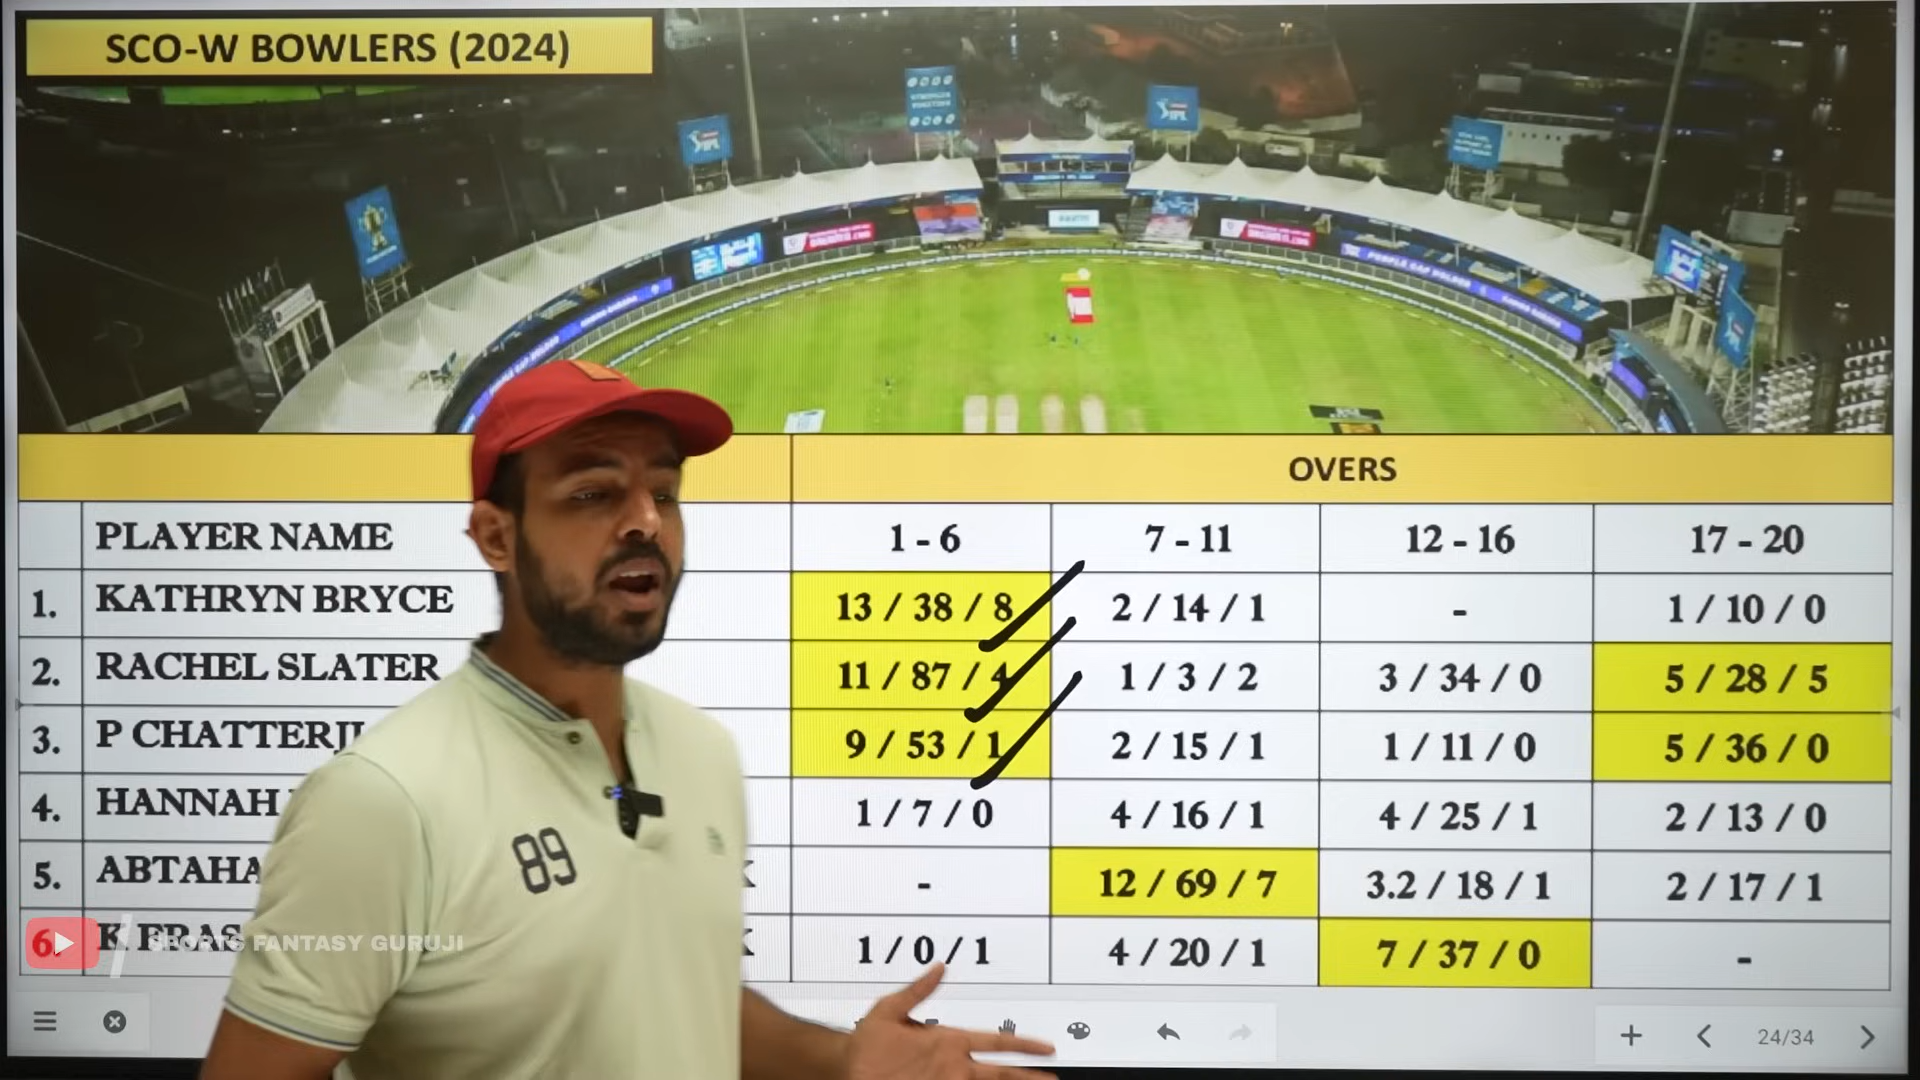 SCO-W BOWLERS (2024)
IPL
IPL
OVERS
PLAYER NAME 1 - 6 7 - 11 12 - 16 17 - 20
1. KATHRYN BRYCE 13 / 38 / 8 2 / 14 / 1 - 1 / 10 / 0
2. RACHEL SLATER 11 / 87 / 4 1 / 3 / 2 3 / 34 / 0 5 / 28 / 5
3. P CHATTERJI 9 / 53 / 1 2 / 15 / 1 1 / 11 / 0 5 / 36 / 0
4. HANNAH 1 / 7 / 0 4 / 16 / 1 4 / 25 / 1 2 / 13 / 0
5. ABTAHA K - 12 / 69 / 7 3.2 / 18 / 1 2 / 17 / 1
6. K FRAS K 1 / 0 / 1 4 / 20 / 1 7 / 37 / 0 -
SPORTS FANTASY GURUJI
89
24/34